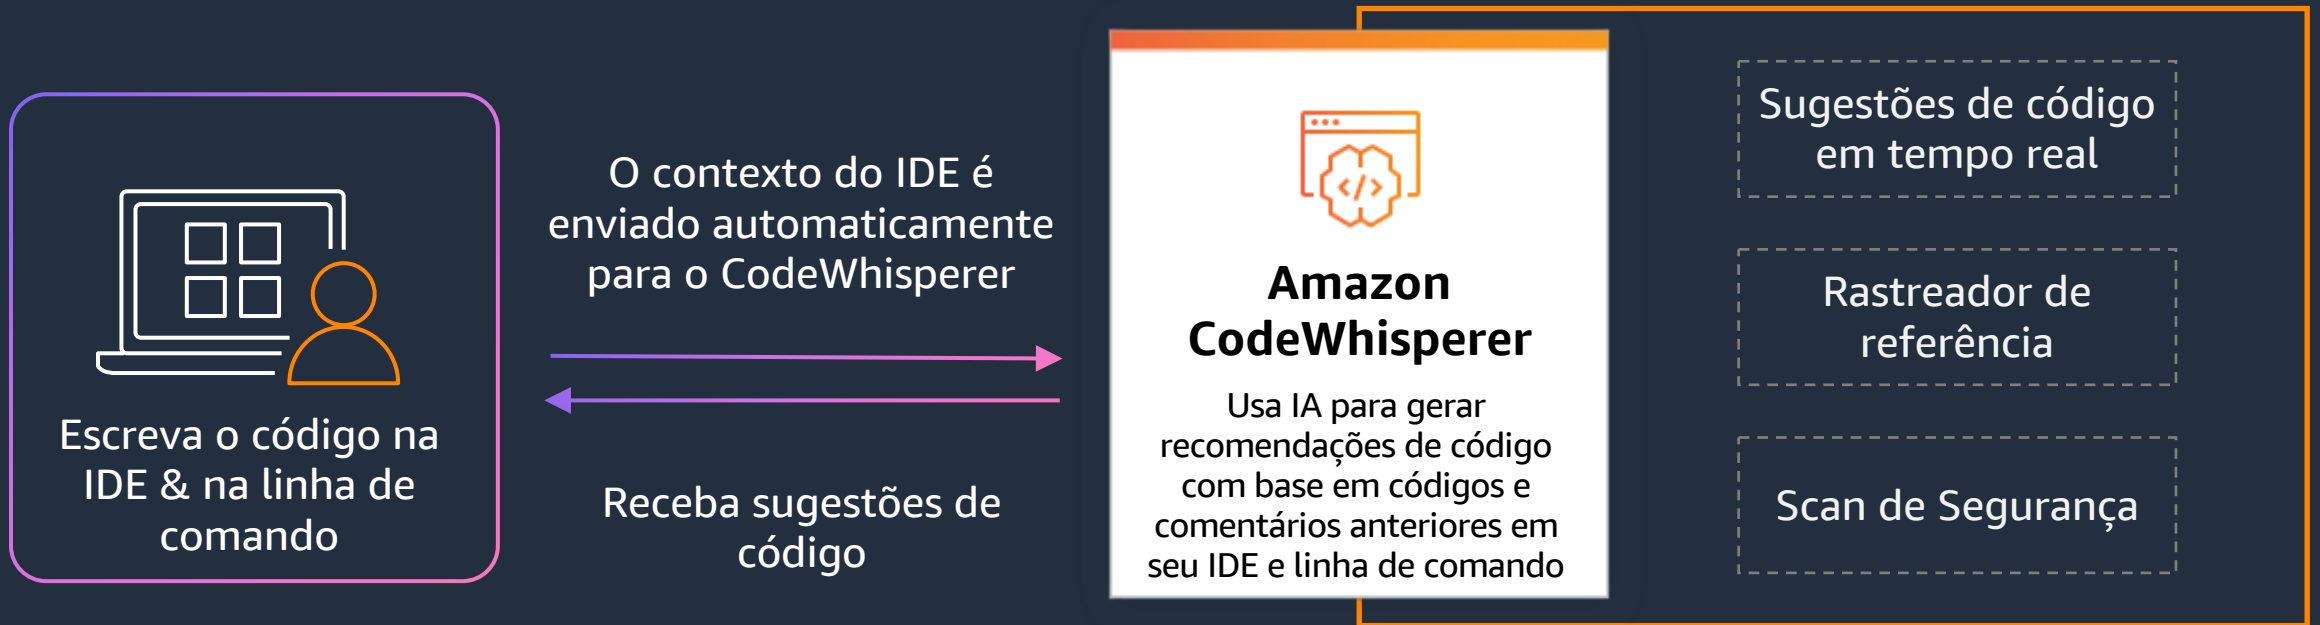 Escreva o código na
IDE & na linha de
comando
O contexto do IDE é
enviado automaticamente
para o CodeWhisperer
Receba sugestões de
código
Amazon
CodeWhisperer
Usa IA para gerar
recomendações de código
com base em códigos e
comentários anteriores em
seu IDE e linha de comando
Sugestões de código
em tempo real
Rastreador de
referência
Scan de Segurança